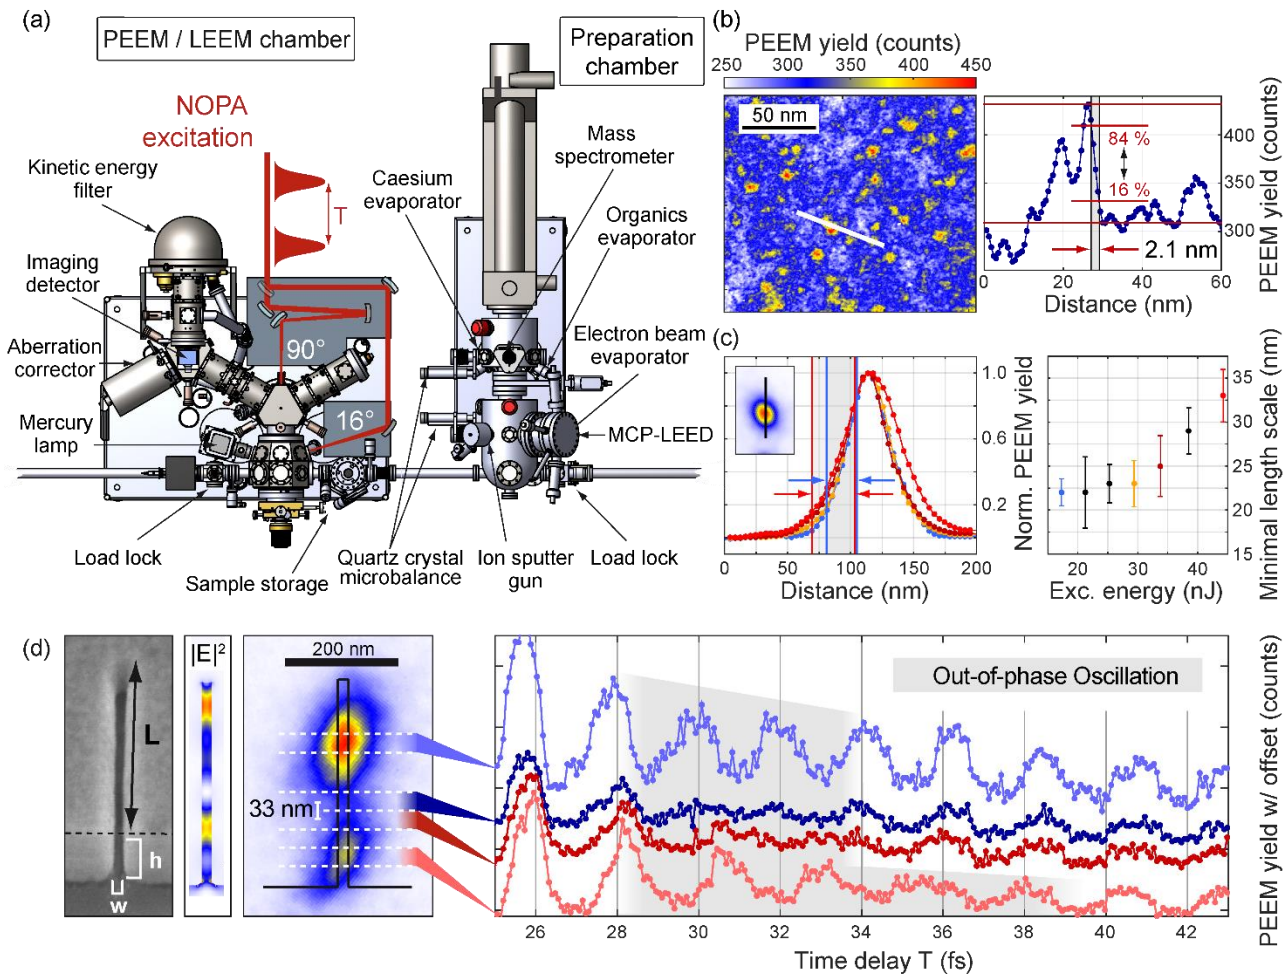 (a)
PEEM / LEEM chamber
Preparation
chamber
NOPA
excitation
Kinetic energy
filter
T
Imaging
detector
Aberration
corrector
Mercury
lamp
90°
16°
Load lock
Sample storage
Caesium
evaporator
Mass
spectrometer
Organics
evaporator
Electron beam
evaporator
MCP-LEED
Quartz crystal
microbalance
Ion sputter
gun
Load lock
(b)
PEEM yield (counts)
250 300 350 400 450
50 nm
84 %
16 %
2.1 nm
400
350
300
PEEM yield (counts)
0 20 40 60
Distance (nm)
(c)
1.0
0.6
0.2
Norm. PEEM yield
0 50 100 150 200
Distance (nm)
35
30
25
20
15
Minimal length scale (nm)
20 30 40
Exc. energy (nJ)
(d)
L
h
w
|E|²
200 nm
33 nm
Out-of-phase Oscillation
PEEM yield w/ offset (counts)
26 28 30 32 34 36 38 40 42
Time delay T (fs)